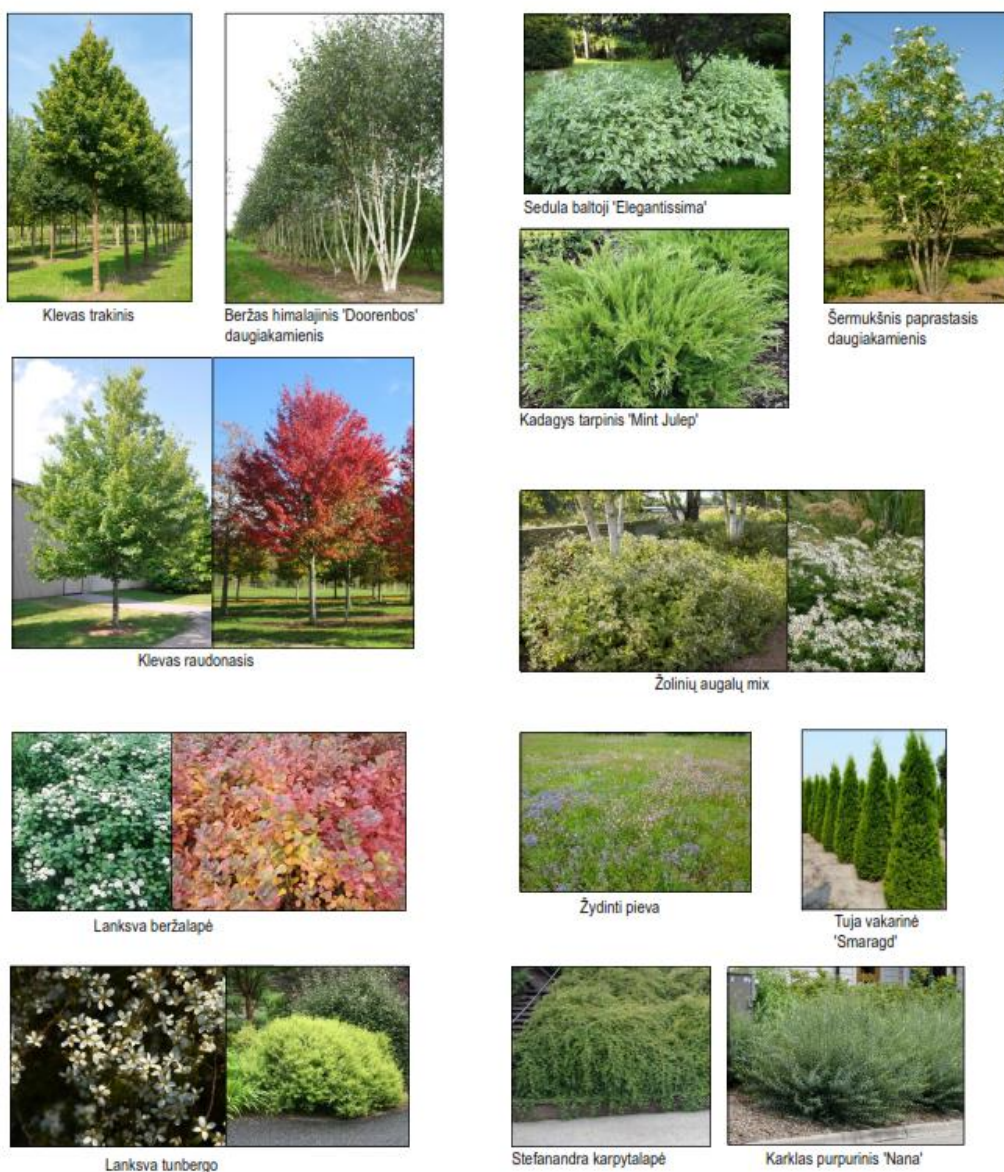 Klevas trakinis
Beržas himalajinis 'Doorenbos'
daugiakamienis
Sedula baltoji 'Elegantissima'
Kadagys tarpinis 'Mint Julep'
Šermukšnis paprastasis
daugiakamienis
Klevas raudonasis
Žolinių augalų mix
Lanksva beržalapė
Žydinti pieva
Tuja vakarinė
'Smaragd'
Lanksva tunbergo
Stefanandra karpytalapė
Karklas purpurinis 'Nana'